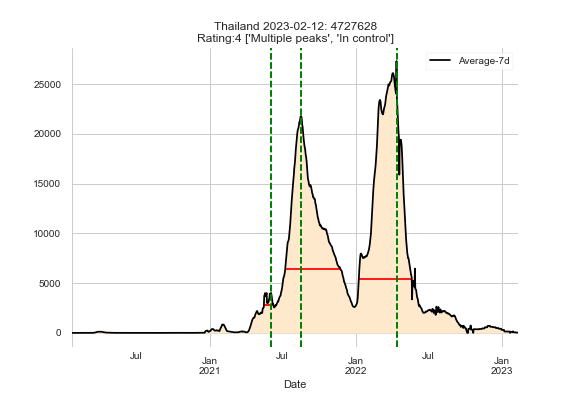 Thailand 2023-02-12: 4727628
Rating:4 ['Multiple peaks', 'In control']
Average-7d
25000
20000
15000
10000
5000
0
Jul
Jan
2021
Jul
Jan
2022
Jul
Jan
2023
Date